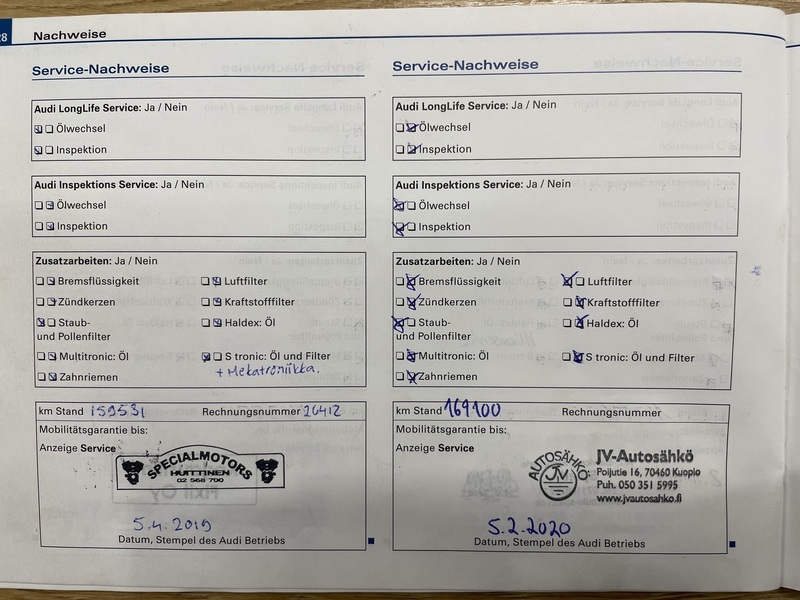 28 Nachweise
Service-Nachweise
Audi LongLife Service: Ja / Nein
Ölwechsel
Inspektion
Audi Inspektions Service: Ja / Nein
Ölwechsel
Inspektion
Zusatzarbeiten: Ja / Nein
Bremsflüssigkeit Luftfilter
Zündkerzen Kraftstofffilter
Staub- Haldex: Öl
und Pollenfilter
Multitronic: Öl S tronic: Öl und Filter
+ Mekatroniikka.
Zahnriemen
km Stand 159531 Rechnungsnummer 20412
Mobilitätsgarantie bis:
Anzeige Service
SPECIALMOTORS
HUITTINEN
02 568 700
5.4.2019
Datum, Stempel des Audi Betriebs
Service-Nachweise
Audi LongLife Service: Ja / Nein
Ölwechsel
Inspektion
Audi Inspektions Service: Ja / Nein
Ölwechsel
Inspektion
Zusatzarbeiten: Ja / Nein
Bremsflüssigkeit Luftfilter
Zündkerzen Kraftstofffilter
Staub- Haldex: Öl
und Pollenfilter
Multitronic: Öl S tronic: Öl und Filter
Zahnriemen
km Stand 169100 Rechnungsnummer
Mobilitätsgarantie bis:
Anzeige Service
AUTOSÄHKÖ
JV
JV-Autosähkö
Poijutie 16, 70460 Kuopio
Puh. 050 351 5995
www.jvautosahko.fi
5.2.2020
Datum, Stempel des Audi Betriebs